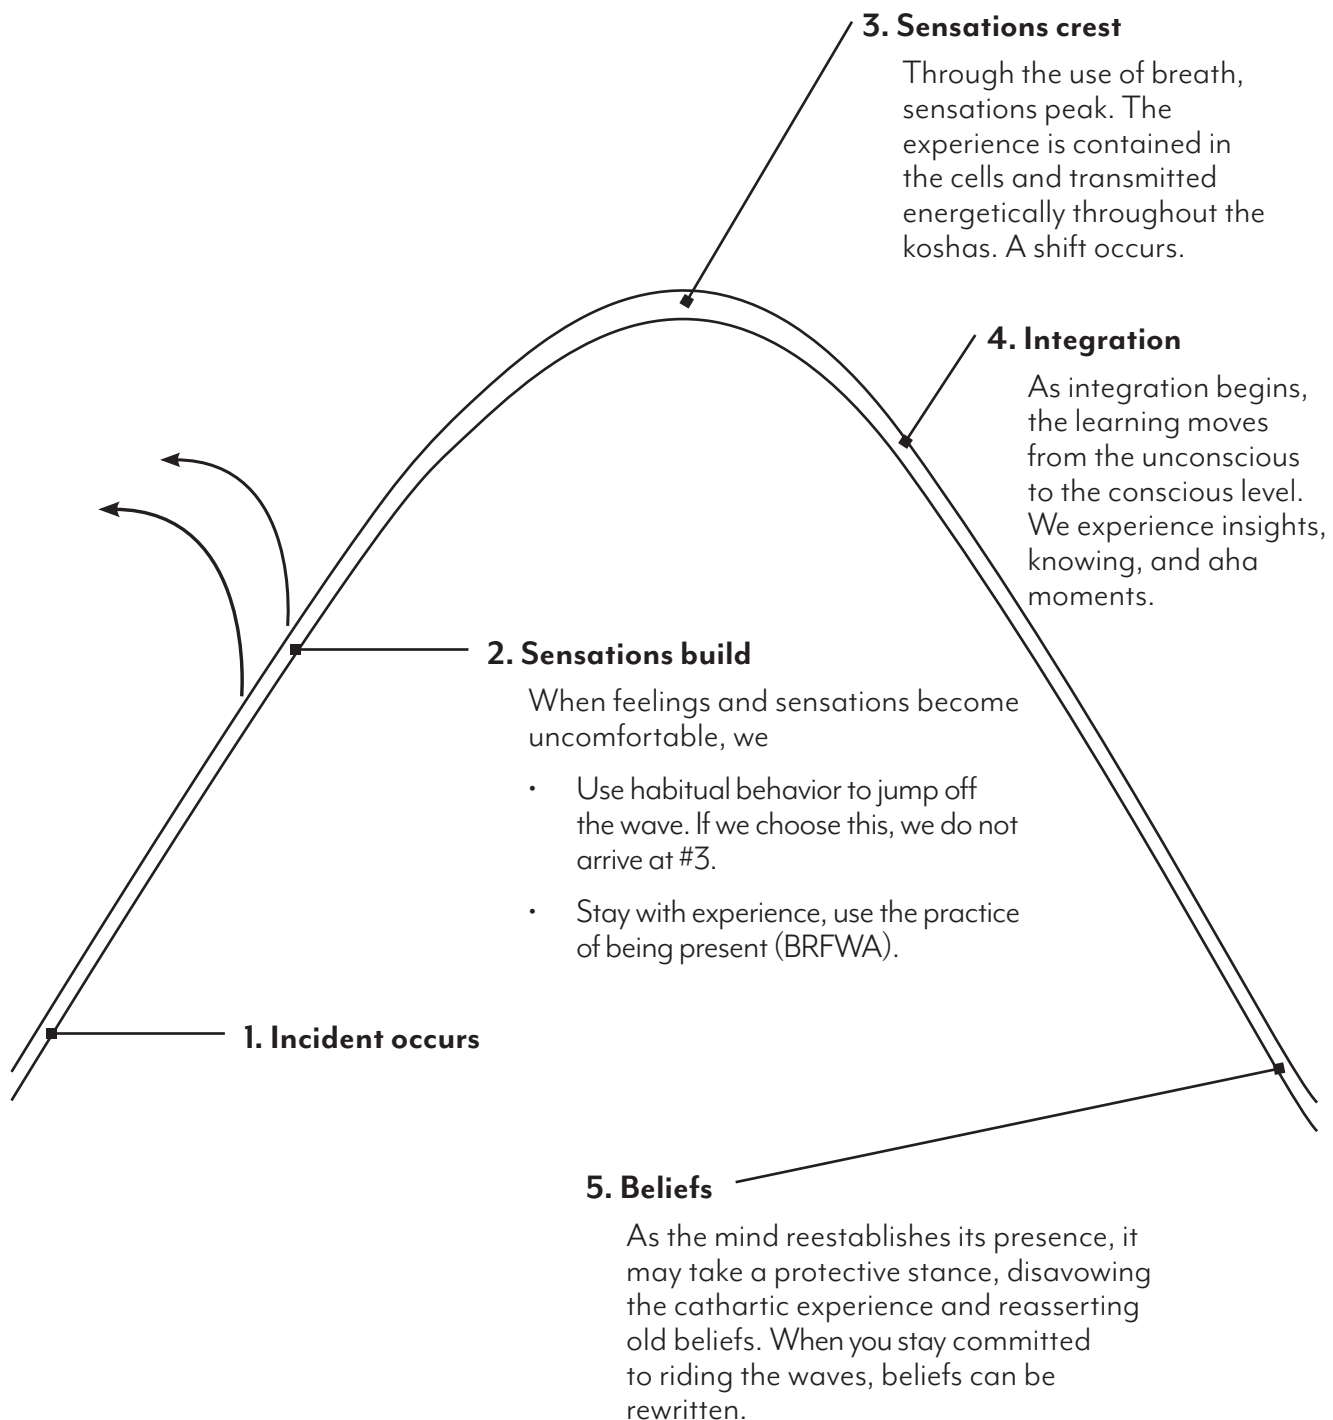 3. Sensations crest
Through the use of breath,
sensations peak. The
experience is contained in
the cells and transmitted
energetically throughout the
koshas. A shift occurs.
4. Integration
As integration begins,
the learning moves
from the unconscious
to the conscious level.
We experience insights,
knowing, and aha
moments.
2. Sensations build
When feelings and sensations become
uncomfortable, we
• Use habitual behavior to jump off
the wave. If we choose this, we do not
arrive at #3.
• Stay with experience, use the practice
of being present (BRFWA).
1. Incident occurs
5. Beliefs
As the mind reestablishes its presence, it
may take a protective stance, disavowing
the cathartic experience and reasserting
old beliefs. When you stay committed
to riding the waves, beliefs can be
rewritten.